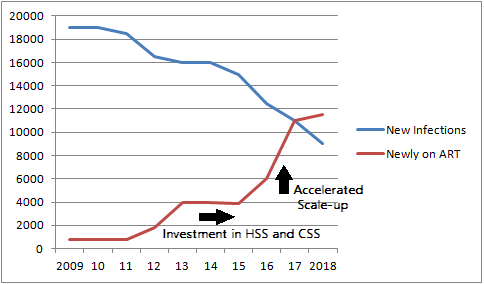 20000
18000
16000
14000
12000
10000
8000
6000
4000
2000
0
2009 10 11 12 13 14 15 16 17 2018
New Infections
Newly on ART
Accelerated
Scale-up
Investment in HSS and CSS